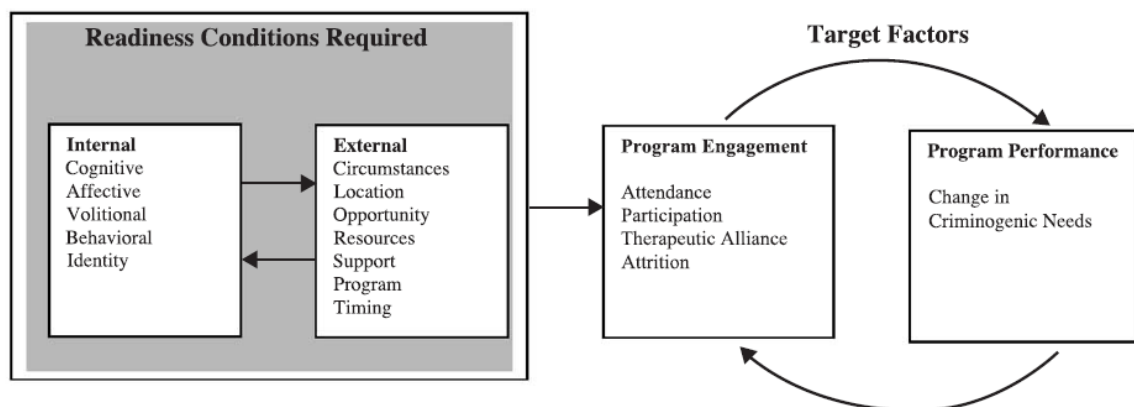 Readiness Conditions Required
Internal
Cognitive
Affective
Volitional
Behavioral
Identity
External
Circumstances
Location
Opportunity
Resources
Support
Program
Timing
Target Factors
Program Engagement
Attendance
Participation
Therapeutic Alliance
Attrition
Program Performance
Change in
Criminogenic Needs